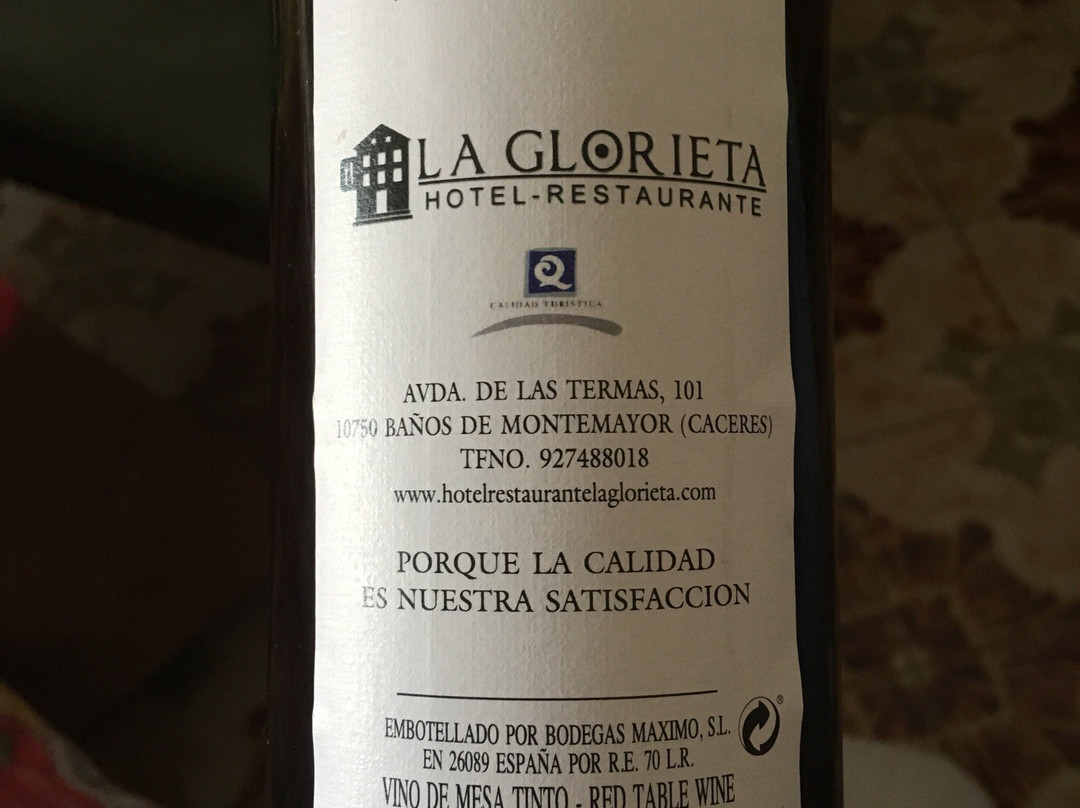 LA GLORIETA
HOTEL-RESTAURANTE
Q
CALIDAD TURISTICA
AVDA. DE LAS TERMAS, 101
10750 BAÑOS DE MONTEMAYOR (CACERES)
TFNO. 927488018
www.hotelrestaurantelaglorieta.com
PORQUE LA CALIDAD
ES NUESTRA SATISFACCION
®
EMBOTELLADO POR BODEGAS MAXIMO, S.L.
EN 26089 ESPAÑA POR R.E. 70 L.R.
VINO DE MESA TINTO - RED TABLE WINE